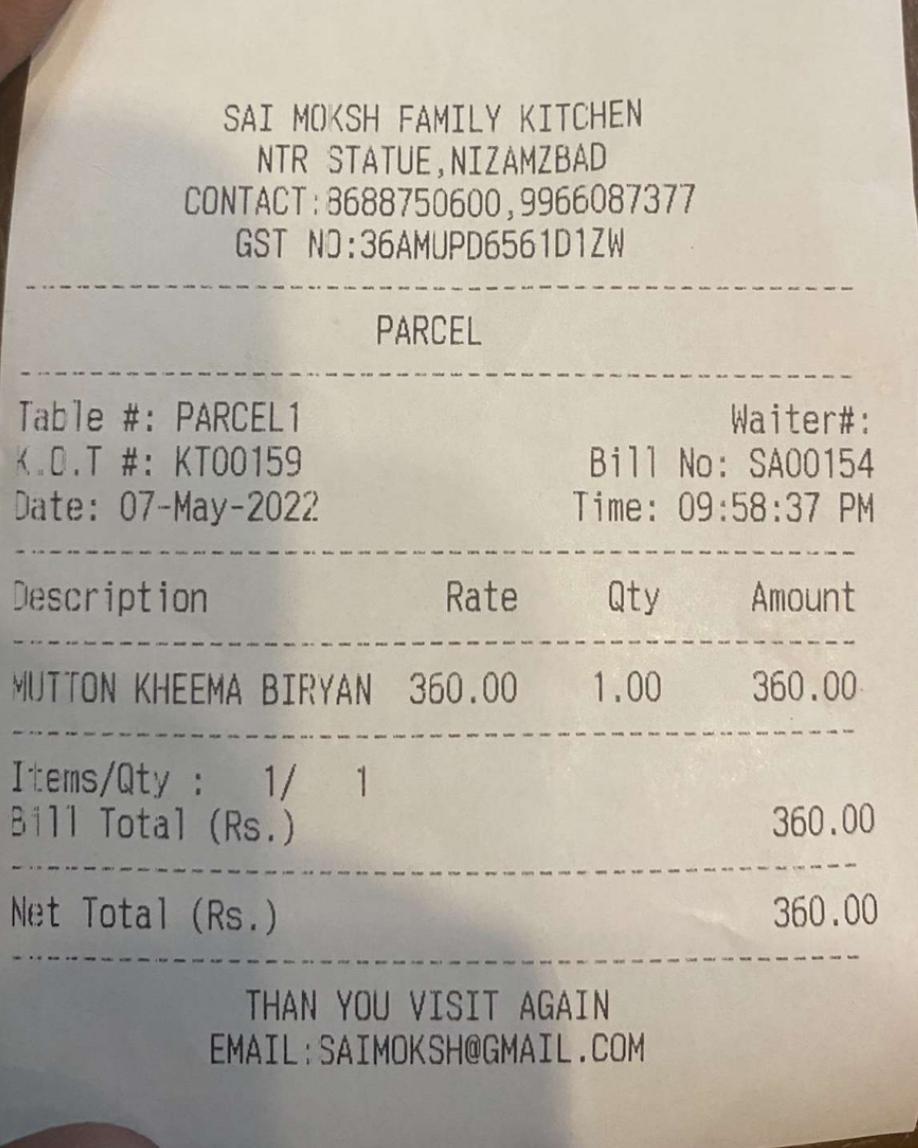 SAI MOKSH FAMILY KITCHEN
NTR STATUE,NIZAMZBAD
CONTACT:8688750600,9966087377
GST NO:36AMUPD6561D1ZW
PARCEL
Table #: PARCEL1 Waiter#:
K.O.T #: KT00159 Bill No: SA00154
Date: 07-May-2022 Time: 09:58:37 PM
Description Rate Qty Amount
MUTTON KHEEMA BIRYAN 360.00 1.00 360.00
Items/Qty : 1/ 1
Bill Total (Rs.) 360.00
Net Total (Rs.) 360.00
THAN YOU VISIT AGAIN
EMAIL:SAIMOKSH@GMAIL.COM